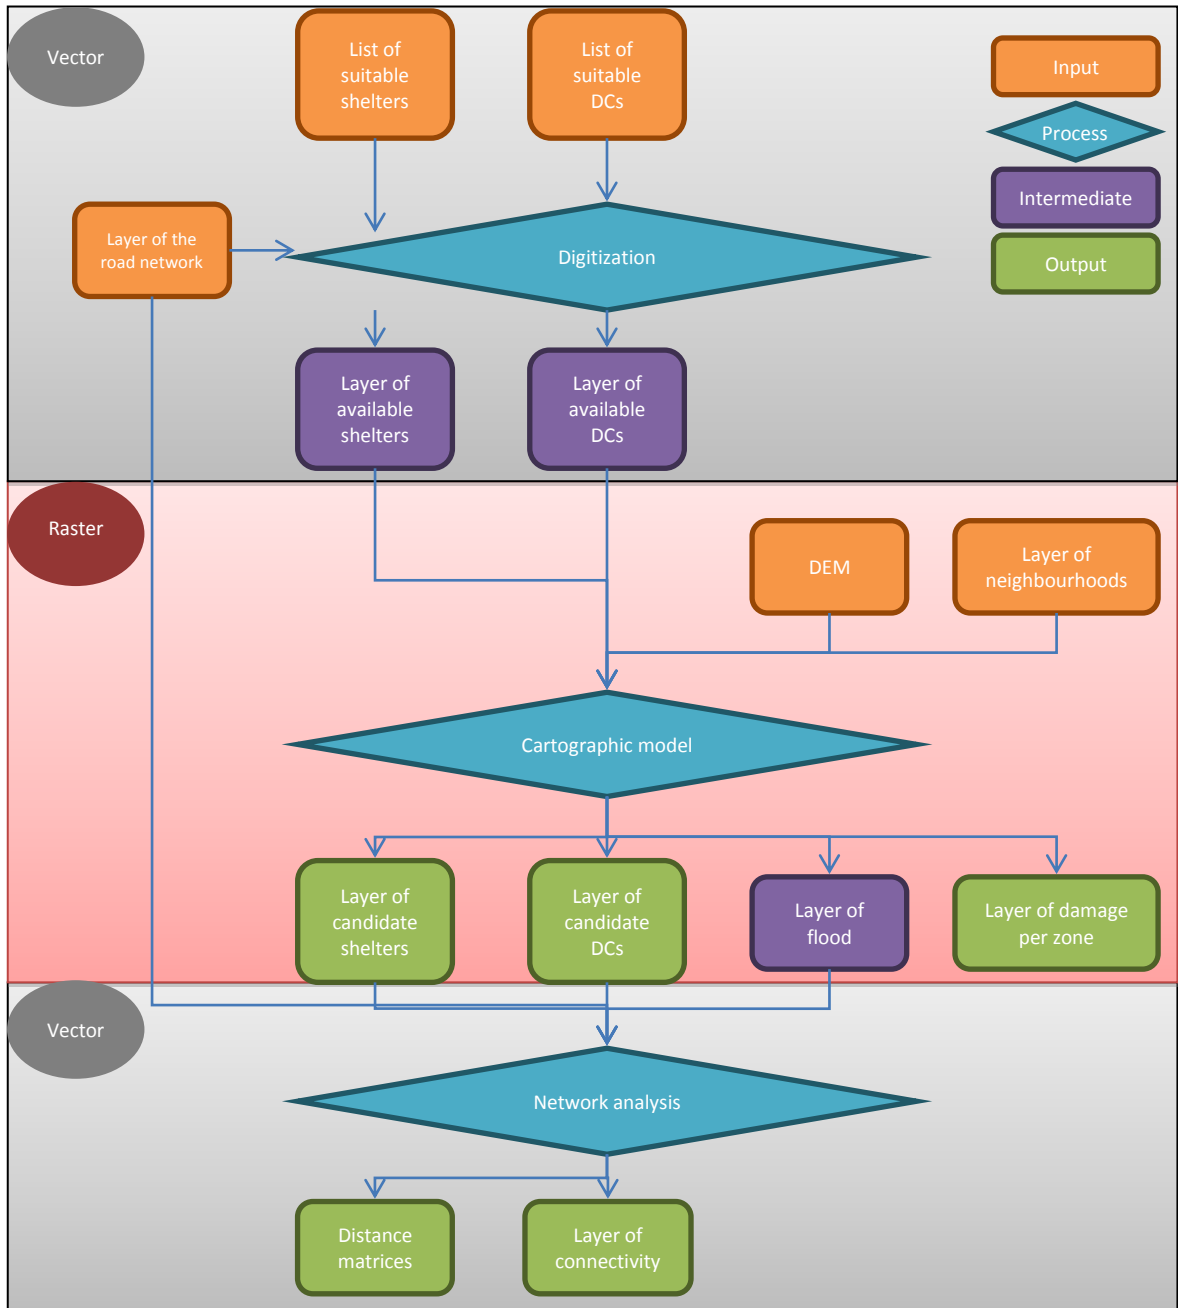 Vector
List of
suitable
shelters
List of
suitable
DCs
Input
Process
Intermediate
Output
Layer of the
road network
Digitization
Layer of
available
shelters
Layer of
available
DCs
Raster
DEM
Layer of
neighbourhoods
Cartographic model
Layer of
candidate
shelters
Layer of
candidate
DCs
Layer of
flood
Layer of damage
per zone
Vector
Network analysis
Distance
matrices
Layer of
connectivity